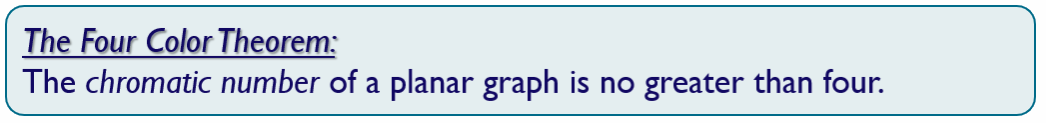 The Four Color Theorem:
The chromatic number of a planar graph is no greater than four.